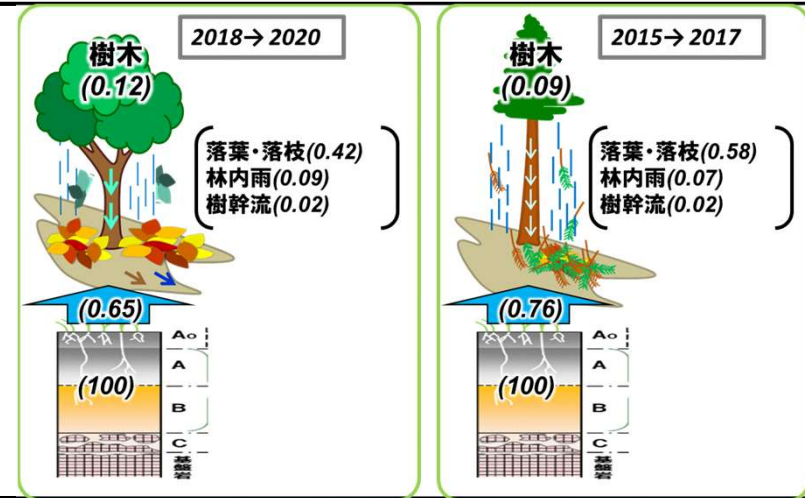 2018→2020
樹木
(0.12)
落葉・落枝(0.42)
林内雨(0.09)
樹幹流(0.02)
(0.65)
(100)
Ao
A
B
C
基盤岩
2015→2017
樹木
(0.09)
落葉・落枝(0.58)
林内雨(0.07)
樹幹流(0.02)
(0.76)
(100)
Ao
A
B
C
基盤岩